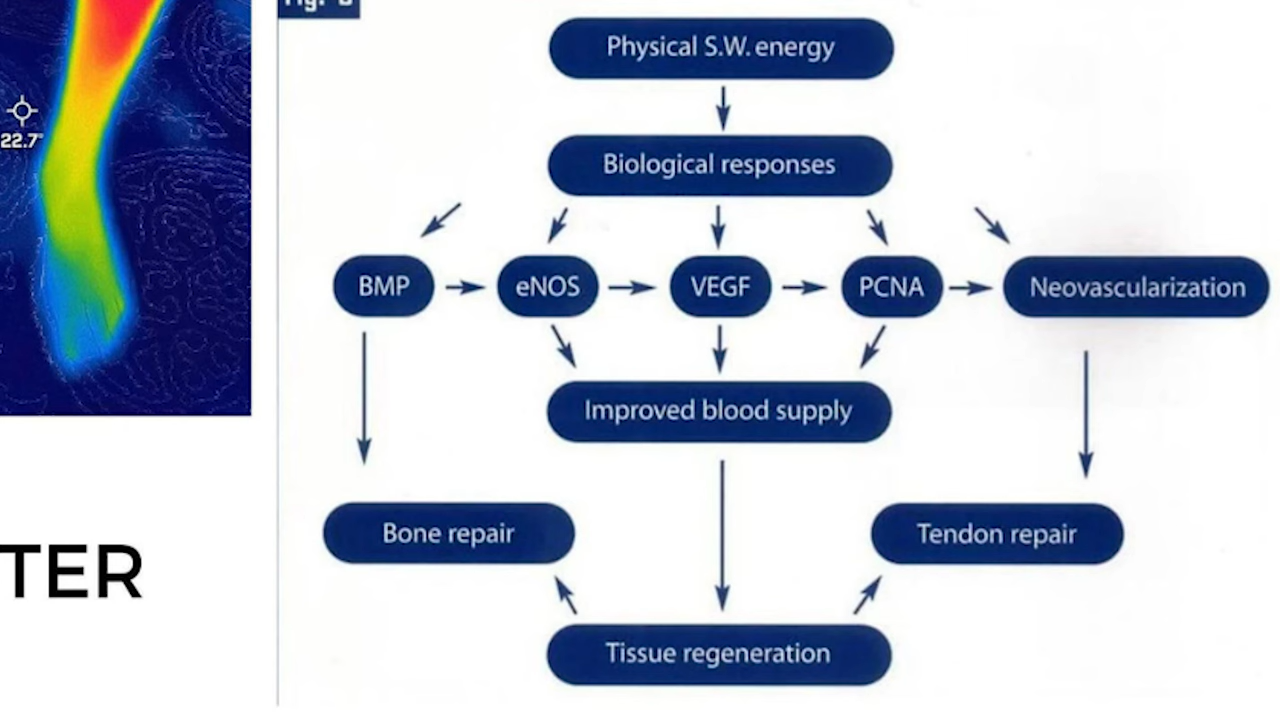 Physical S.W. energy
Biological responses
22.7°
BMP
eNOS
VEGF
PCNA
Neovascularization
Improved blood supply
Bone repair
Tendon repair
TER
Tissue regeneration